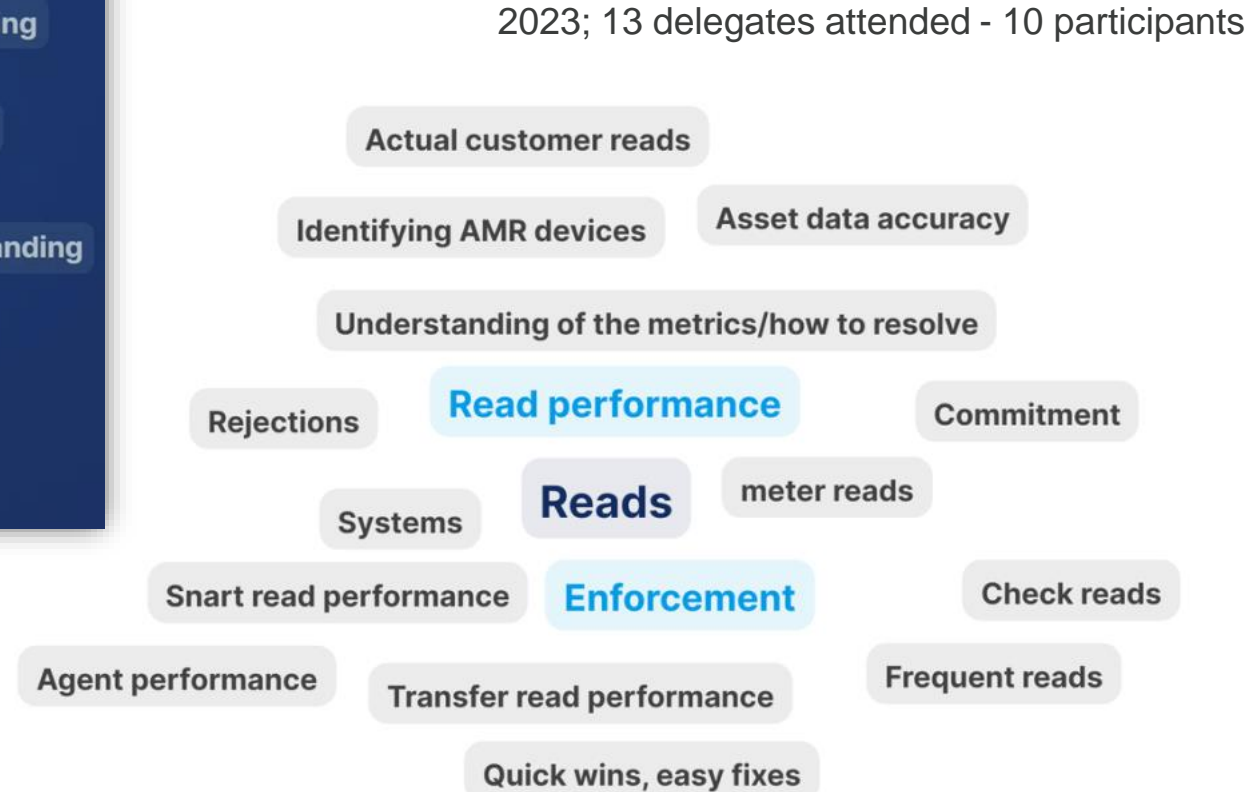 2023; 13 delegates attended - 10 participants
Actual customer reads
Identifying AMR devices
Asset data accuracy
Understanding of the metrics/how to resolve
Read performance
Rejections
Commitment
Reads
meter reads
Systems
Snart read performance
Enforcement
Check reads
Agent performance
Transfer read performance
Frequent reads
Quick wins, easy fixes